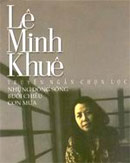 Lê
Minh
Khuê
TRUYỆN NGẮN CHỌN LỌC
NHỮNG DÒNG SÔNG
BUỔI CHIỀU
CƠN MƯA